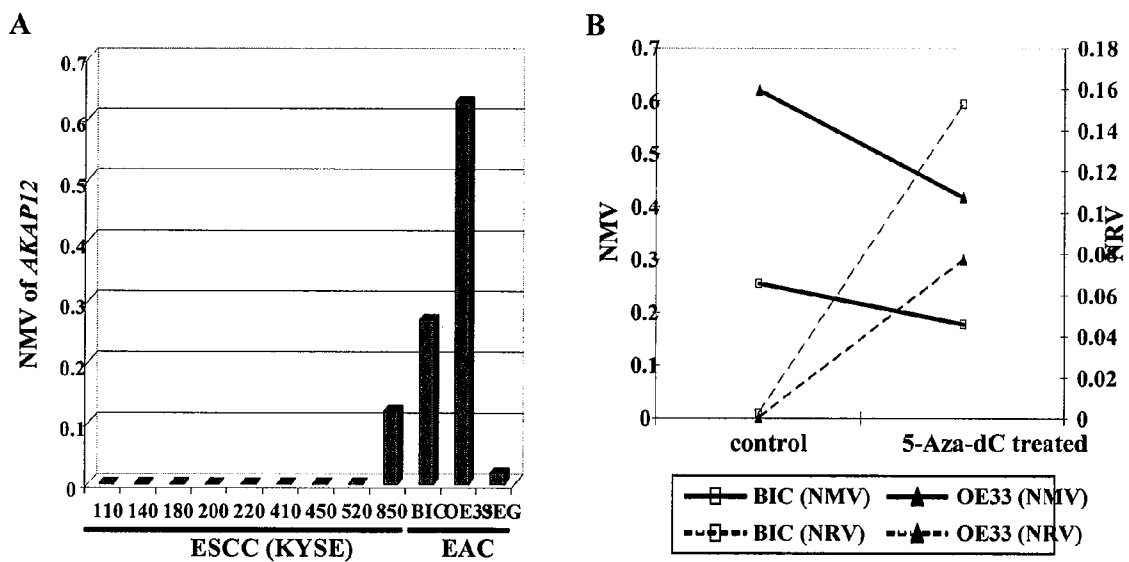 A
NMV of AKAP12
0.7
0.6
0.5
0.4
0.3
0.2
0.1
0
110 140 180 200 220 410 450 520 850 BIC OE33 SEG
ESCC (KYSE) EAC
B
NMV
0.7
0.6
0.5
0.4
0.3
0.2
0.1
0
0.18
0.16
0.14
0.12
0.1
0.08
0.06
0.04
0.02
0
NRV
control 5-Aza-dC treated
BIC (NMV) OE33 (NMV)
BIC (NRV) OE33 (NRV)